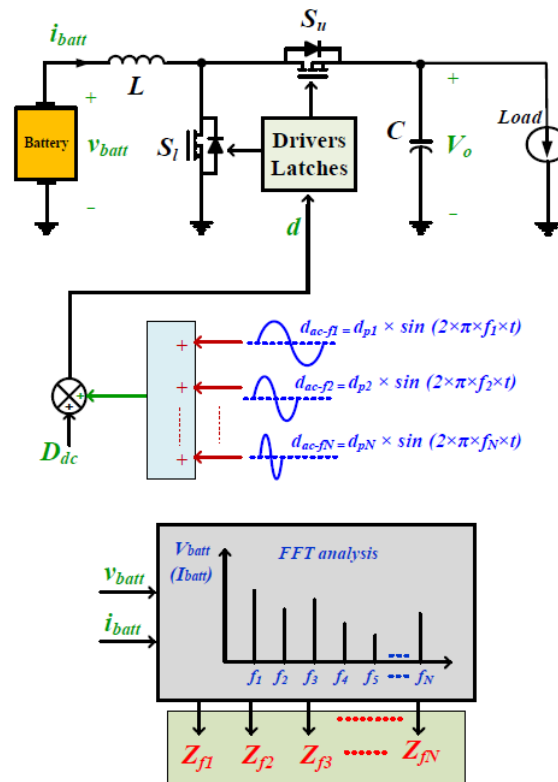 i_batt
S_u
L
+
+
Battery
v_batt
S_l
Drivers
Latches
C
V_o
Load
−
−
d
d_ac-f1 = d_p1 × sin (2×π×f_1×t)
+
d_ac-f2 = d_p2 × sin (2×π×f_2×t)
+
+
+
D_dc
d_ac-fN = d_pN × sin (2×π×f_N×t)
+
V_batt
(I_batt)
FFT analysis
v_batt
i_batt
f_1 f_2 f_3 f_4 f_5 f_N
Z_f1 Z_f2 Z_f3 Z_fN